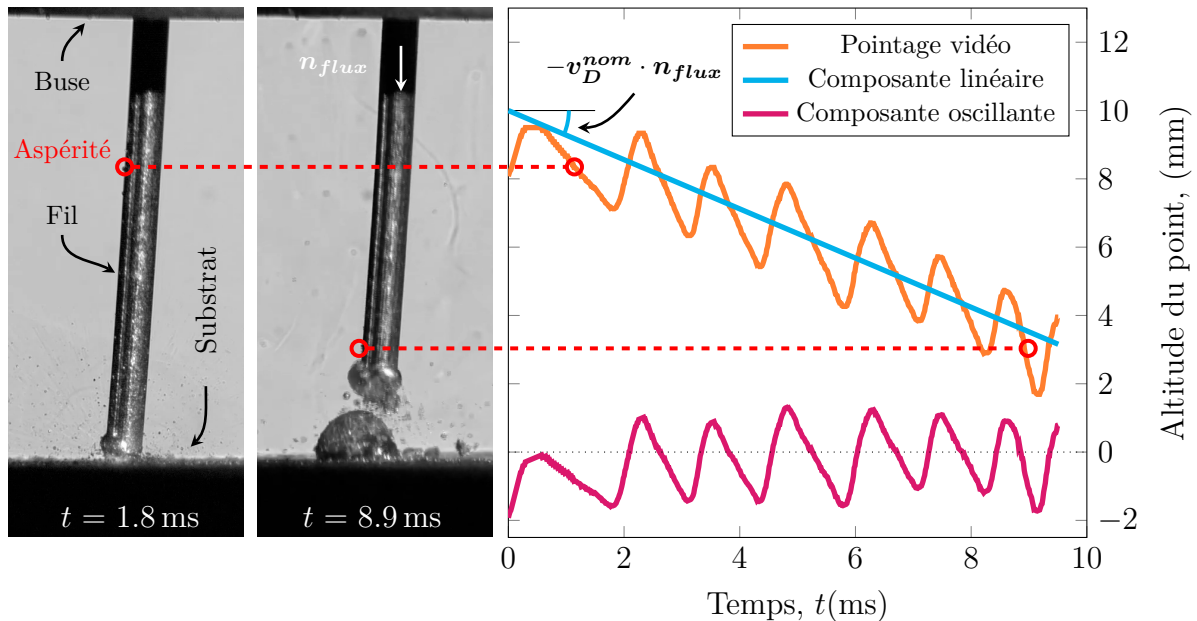 Buse
Aspérité
Fil
Substrat
t = 1.8 ms
n_flux
t = 8.9 ms
−v_D^nom · n_flux
Pointage vidéo
Composante linéaire
Composante oscillante
12
10
8
6
4
2
0
−2
Altitude du point, (mm)
0 2 4 6 8 10
Temps, t(ms)